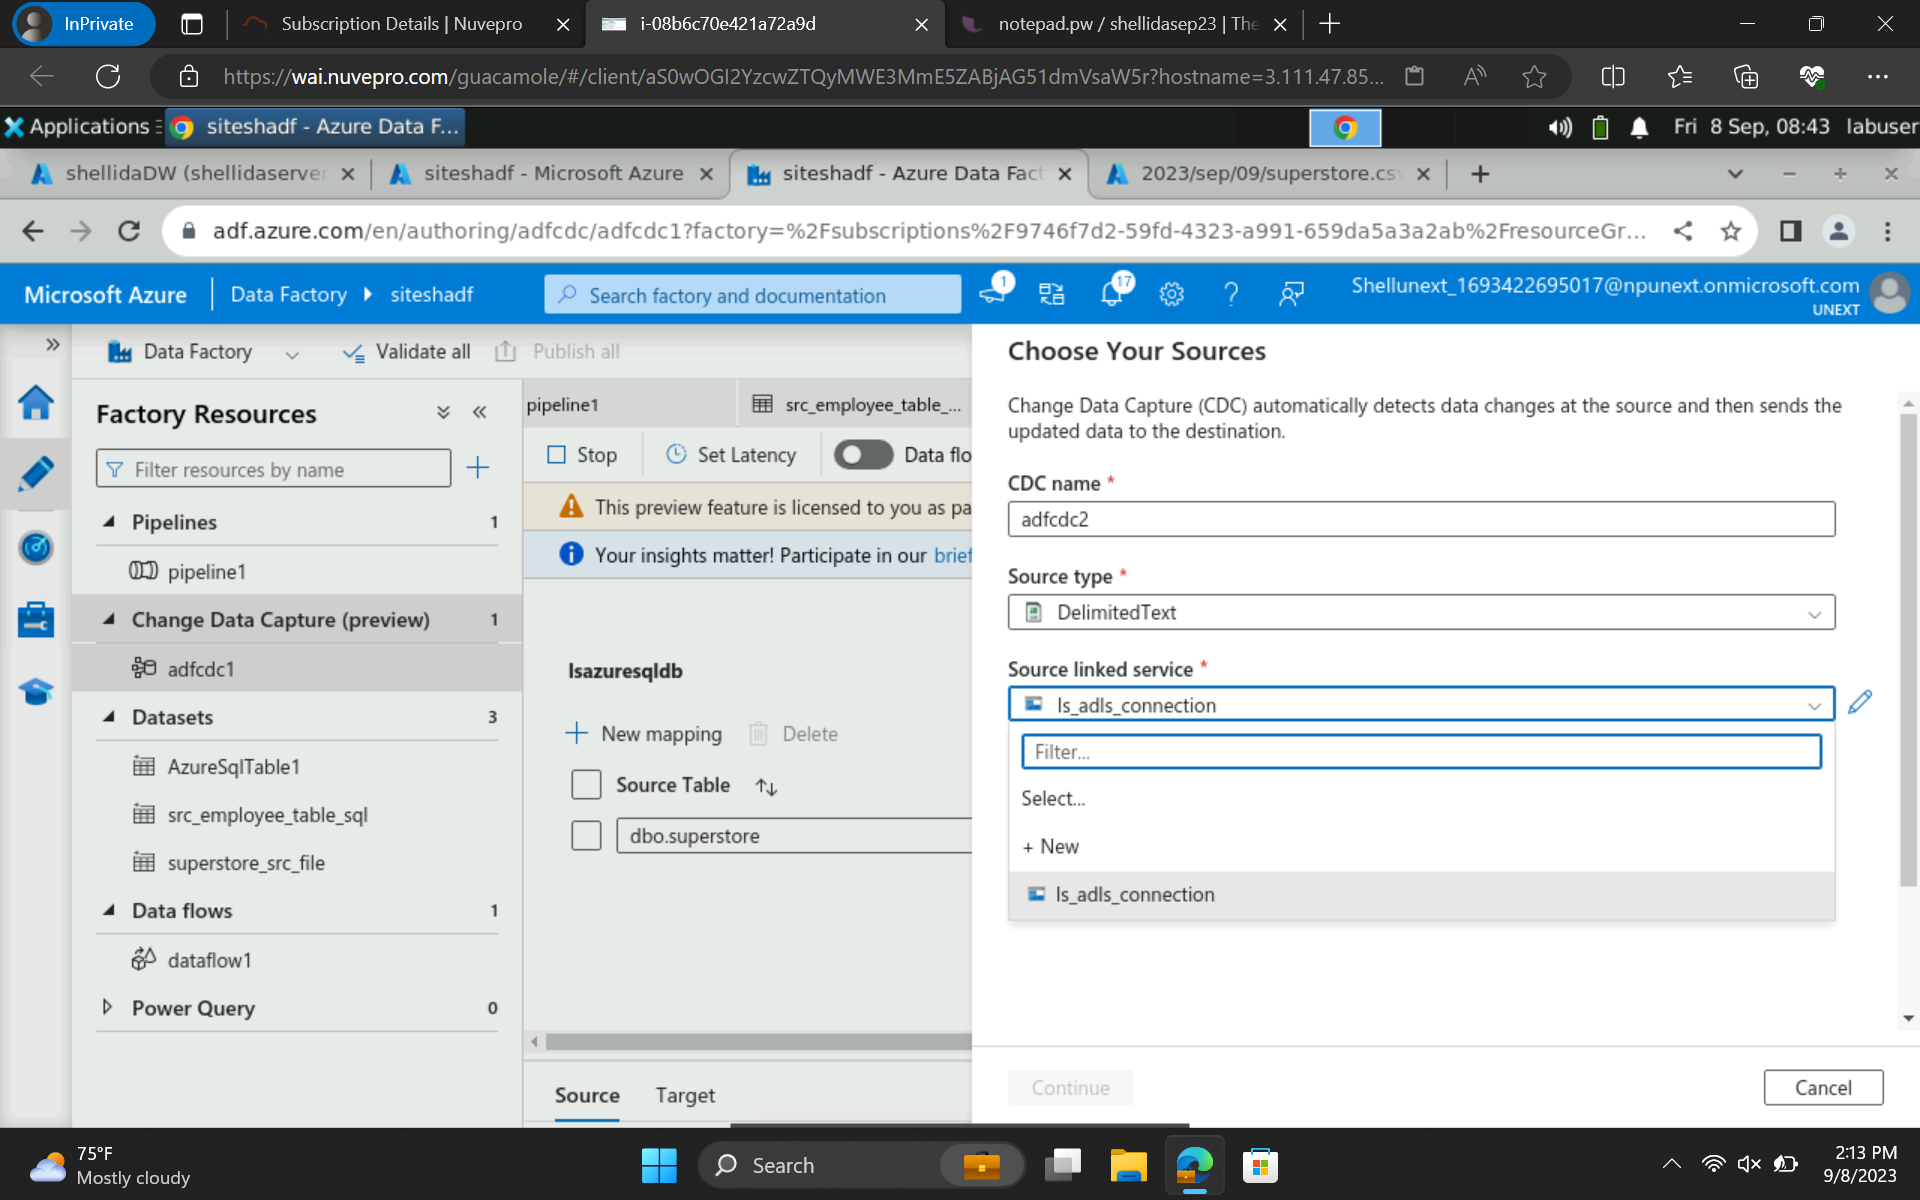 InPrivate
Subscription Details | Nuvepro
i-08b6c70e421a72a9d
notepad.pw / shellidasep23 | The
https://wai.nuvepro.com/guacamole/#/client/aS0wOGI2YzcwZTQyMWE3MmE5ZABjAG51dmVsaW5r?hostname=3.111.47.85...
Applications
siteshadf - Azure Data F...
Fri 8 Sep, 08:43 labuser
shellidaDW (shellidaserver
siteshadf - Microsoft Azure
siteshadf - Azure Data Fact
2023/sep/09/superstore.csv
adf.azure.com/en/authoring/adfcdc/adfcdc1?factory=%2Fsubscriptions%2F9746f7d2-59fd-4323-a991-659da5a3a2ab%2FresourceGr...
Microsoft Azure
Data Factory
siteshadf
Search factory and documentation
1
17
Shellunext_1693422695017@npunext.onmicrosoft.com
UNEXT
Data Factory
Validate all
Publish all
Factory Resources
Filter resources by name
Pipelines 1
pipeline1
Change Data Capture (preview) 1
adfcdc1
Datasets 3
AzureSqlTable1
src_employee_table_sql
superstore_src_file
Data flows 1
dataflow1
Power Query 0
pipeline1
src_employee_table_...
Stop
Set Latency
Data flo
This preview feature is licensed to you as pa
Your insights matter! Participate in our brief
lsazuresqldb
New mapping
Delete
Source Table
dbo.superstore
Source
Target
Choose Your Sources
Change Data Capture (CDC) automatically detects data changes at the source and then sends the
updated data to the destination.
CDC name *
adfcdc2
Source type *
DelimitedText
Source linked service *
ls_adls_connection
Filter...
Select...
+ New
ls_adls_connection
Continue
Cancel
75°F
Mostly cloudy
Search
2:13 PM
9/8/2023